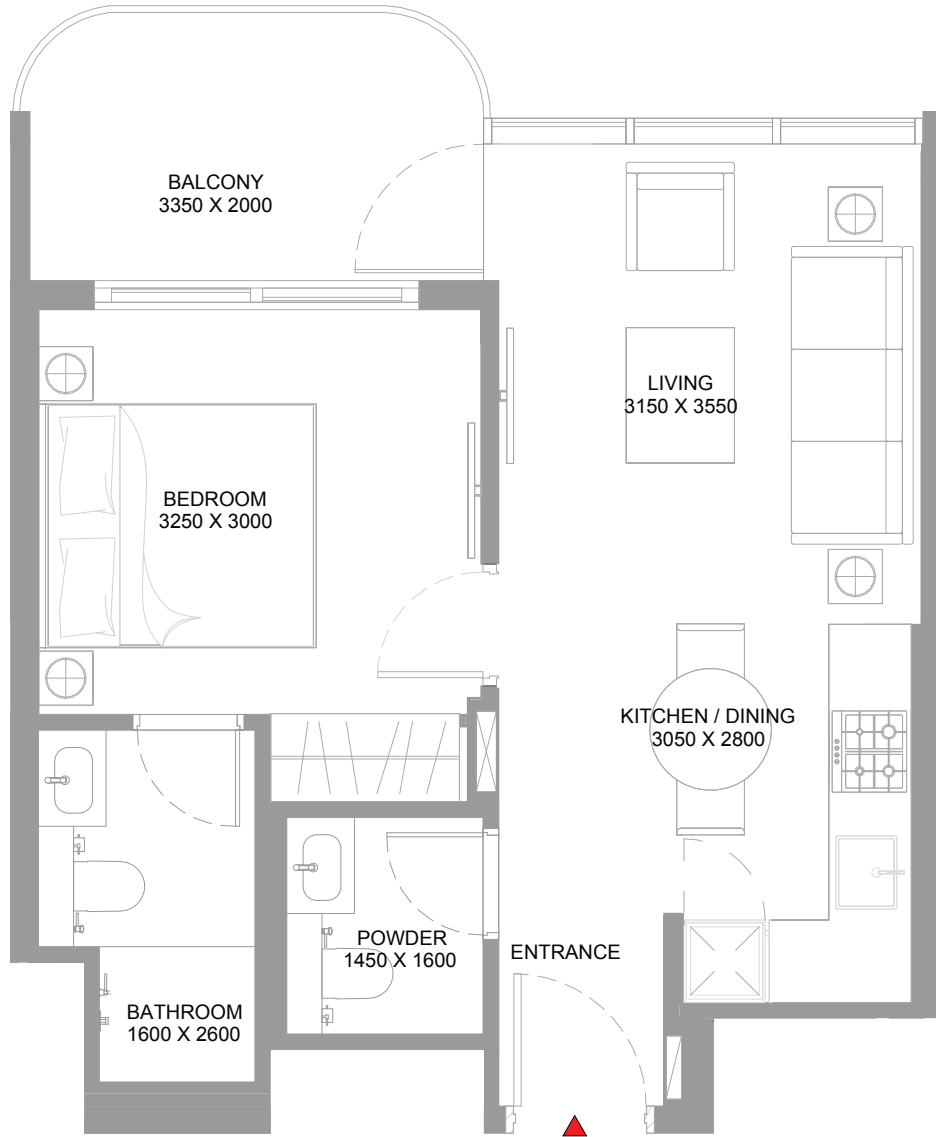 BALCONY
3350 X 2000
LIVING
3150 X 3550
BEDROOM
3250 X 3000
KITCHEN / DINING
3050 X 2800
POWDER
1450 X 1600
ENTRANCE
BATHROOM
1600 X 2600